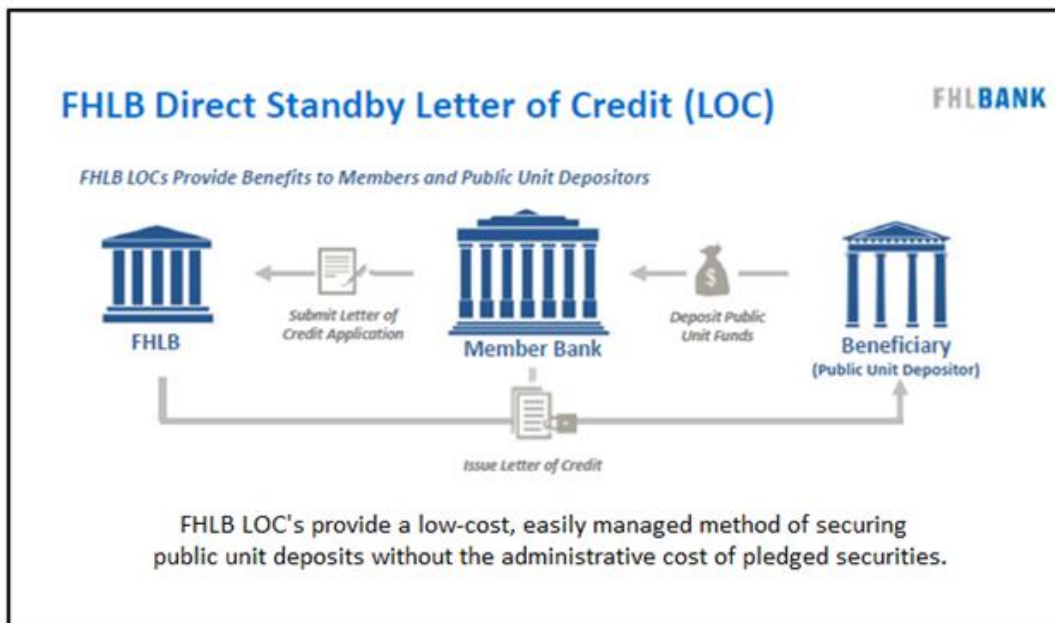 FHLB Direct Standby Letter of Credit (LOC)
FHLBANK
FHLB LOCs Provide Benefits to Members and Public Unit Depositors
$
Submit Letter of
Credit Application
Deposit Public
Unit Funds
FHLB
Member Bank
Beneficiary
(Public Unit Depositor)
Issue Letter of Credit
FHLB LOC's provide a low-cost, easily managed method of securing
public unit deposits without the administrative cost of pledged securities.